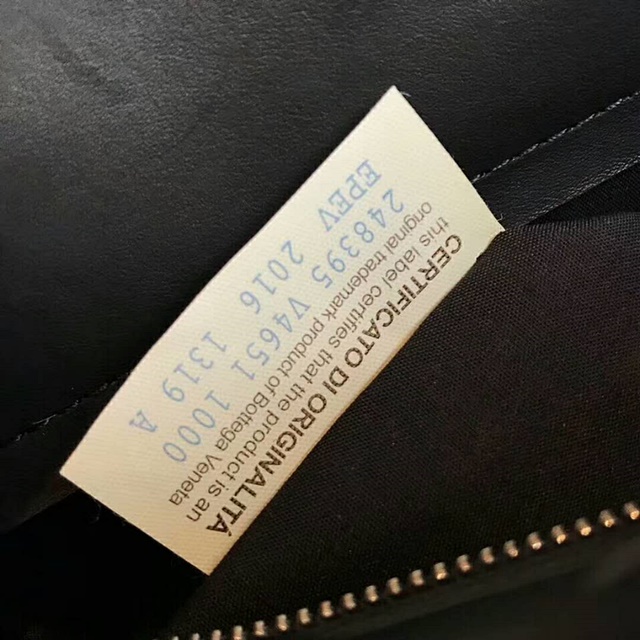 CERTIFICATO DI ORIGINALITÁ
this label certifies that the product is an
original trademark product of Bottega Veneta
248395 V4651 1000
EPEV 2016 1319 A